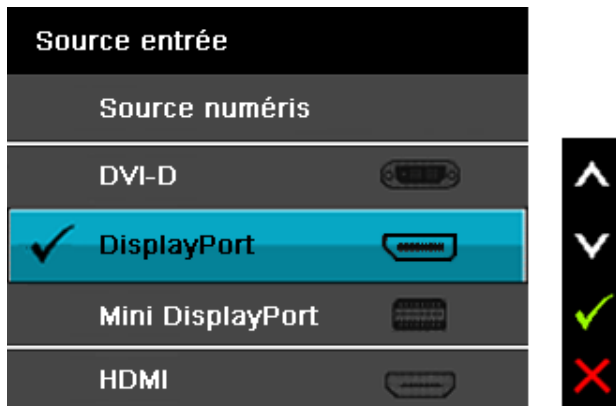 Source entrée
Source numéris
DVI-D
DisplayPort
Mini DisplayPort
HDMI